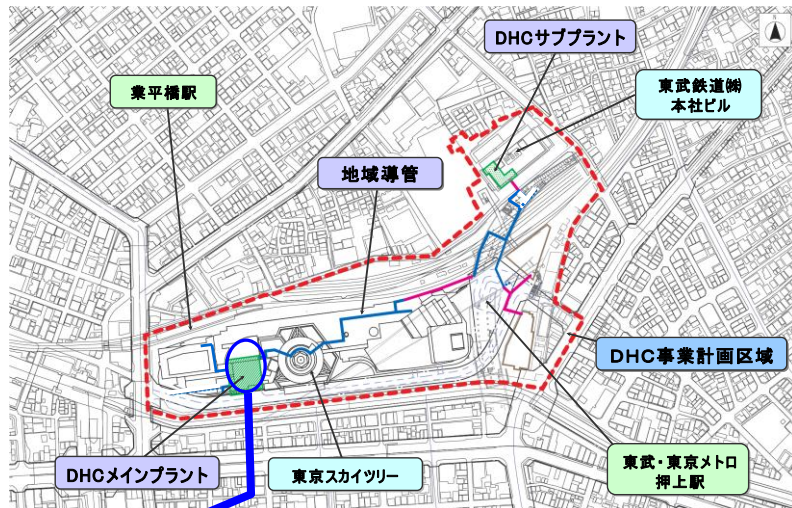 DHCサブプラント
N
業平橋駅
東武鉄道㈱
本社ビル
地域導管
DHC事業計画区域
DHCメインプラント
東京スカイツリー
東武・東京メトロ
押上駅